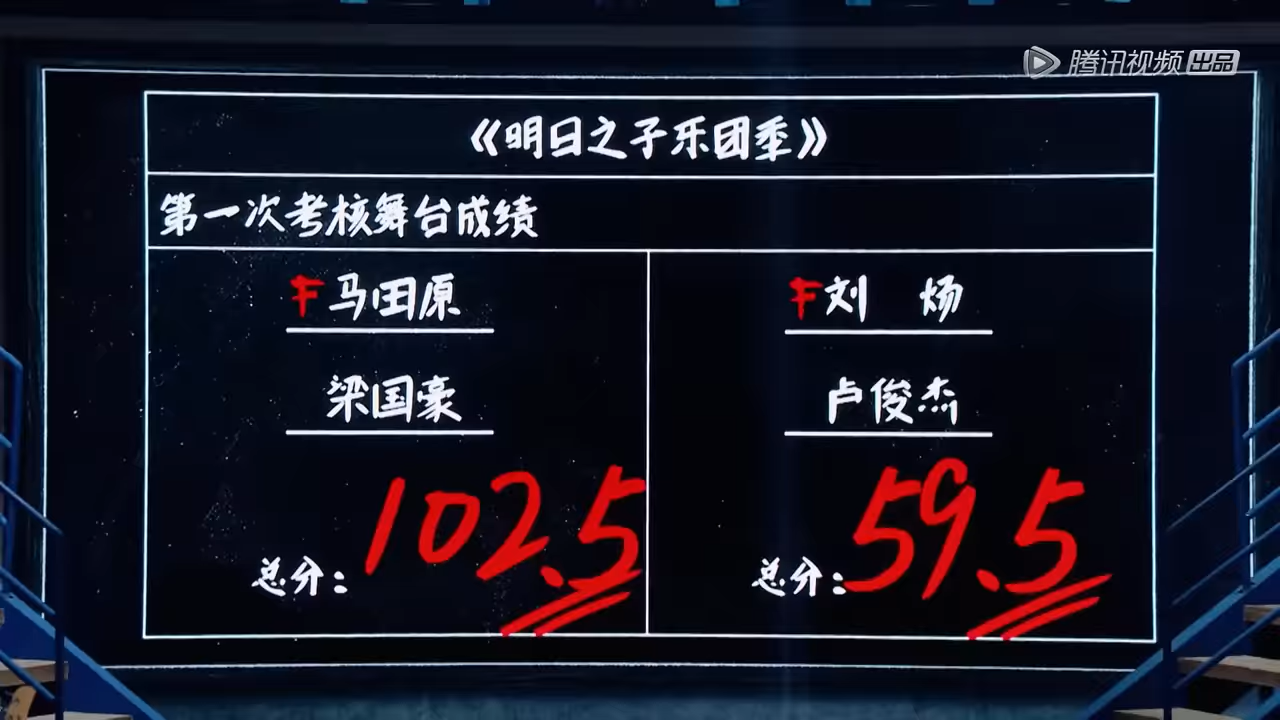 腾讯视频 出品
《明日之子乐团季》
第一次考核舞台成绩
F马田原
梁国豪
总分:102.5
F刘 炀
卢俊杰
总分:59.5